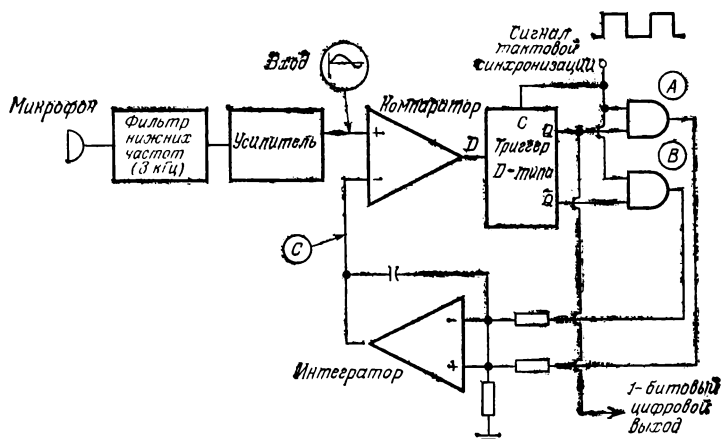 Сигнал
тактовой
синхронизации
Вход
Компаратор
Микрофон
Фильтр
нижних
частот
(3 кГц)
Усилитель
+
−
D
C
Триггер
D-типа
Q
Q̄
A
B
C
−
+
Интегратор
1-битовый
цифровой
выход